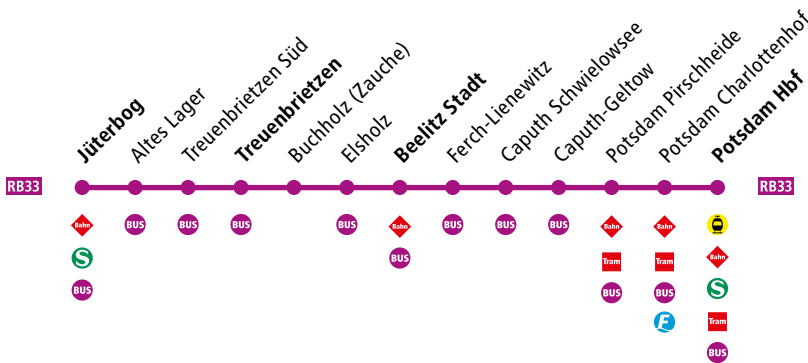 Jüterbog
Altes Lager
Treuenbrietzen Süd
Treuenbrietzen
Buchholz (Zauche)
Elsholz
Beelitz Stadt
Ferch-Lienewitz
Caputh Schwielowsee
Caputh-Geltow
Potsdam Pirschheide
Potsdam Charlottenhof
Potsdam Hbf
RB33 RB33
Bahn BUS BUS BUS BUS Bahn BUS BUS BUS Bahn Bahn
S BUS Tram Tram Bahn
BUS BUS BUS S
F Tram
BUS